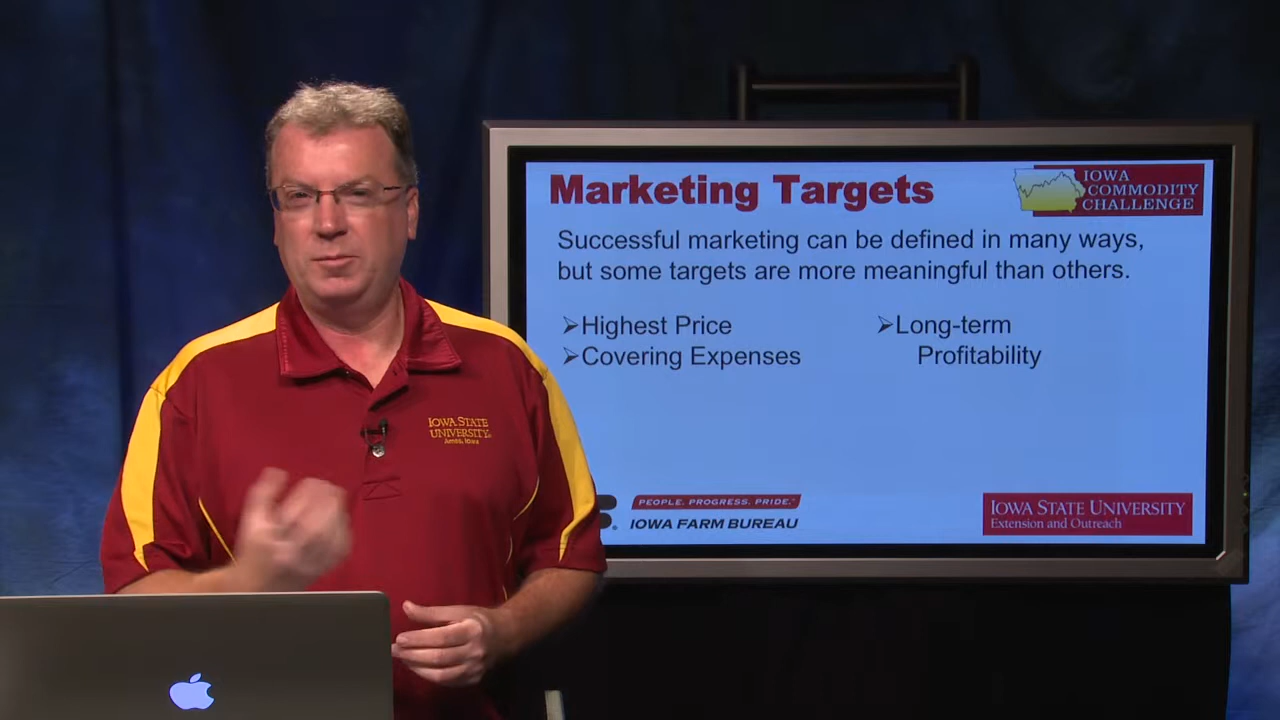 Marketing Targets
IOWA
COMMODITY
CHALLENGE
Successful marketing can be defined in many ways,
but some targets are more meaningful than others.
➢Highest Price
➢Covering Expenses
➢Long-term
Profitability
IOWA STATE
UNIVERSITY
Ames, Iowa
PEOPLE. PROGRESS. PRIDE.
IOWA FARM BUREAU
IOWA STATE UNIVERSITY
Extension and Outreach